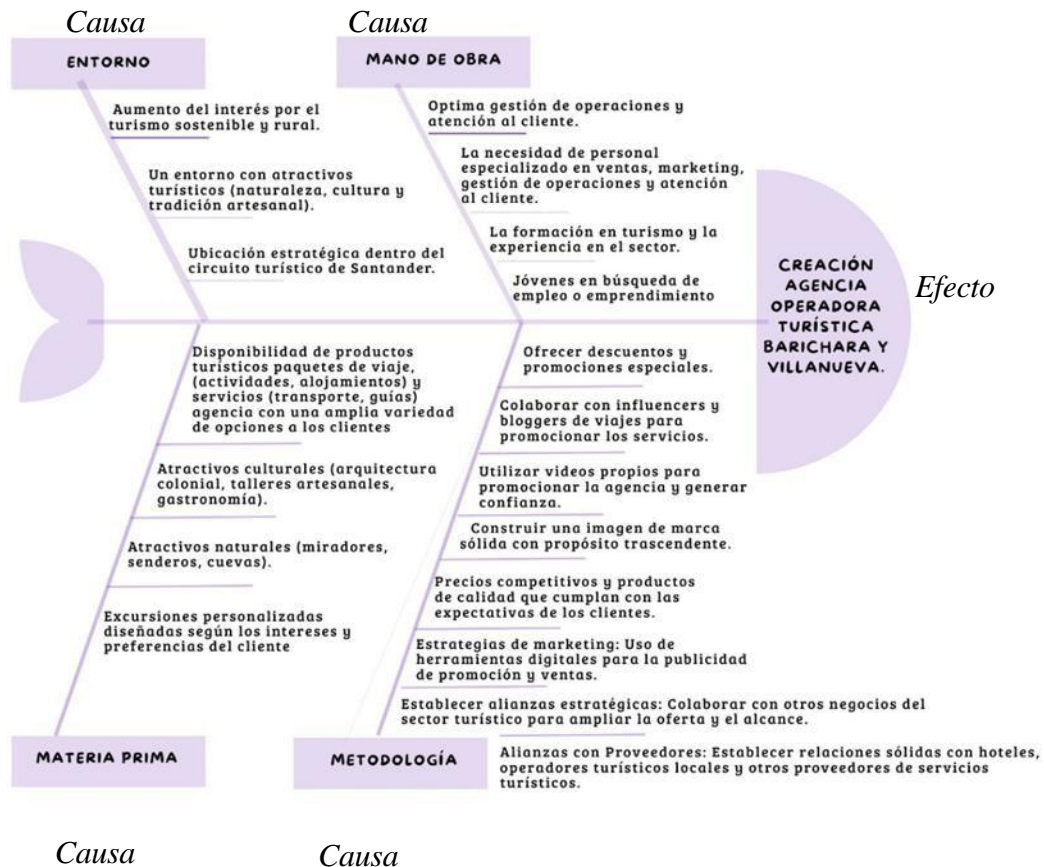 Causa
Causa
ENTORNO
MANO DE OBRA
Aumento del interés por el
turismo sostenible y rural.
Un entorno con atractivos
turísticos (naturaleza, cultura y
tradición artesanal).
Ubicación estratégica dentro del
circuito turístico de Santander.
Optima gestión de operaciones y
atención al cliente.
La necesidad de personal
especializado en ventas, marketing,
gestión de operaciones y atención
al cliente.
La formación en turismo y la
experiencia en el sector.
Jóvenes en búsqueda de
empleo o emprendimiento
CREACIÓN
AGENCIA
OPERADORA
TURÍSTICA
BARICHARA Y
VILLANUEVA.
Efecto
Disponibilidad de productos
turísticos paquetes de viaje,
(actividades, alojamientos) y
servicios (transporte, guías)
agencia con una amplia variedad
de opciones a los clientes
Atractivos culturales (arquitectura
colonial, talleres artesanales,
gastronomía).
Atractivos naturales (miradores,
senderos, cuevas).
Excursiones personalizadas
diseñadas según los intereses y
preferencias del cliente
Ofrecer descuentos y
promociones especiales.
Colaborar con influencers y
bloggers de viajes para
promocionar los servicios.
Utilizar videos propios para
promocionar la agencia y generar
confianza.
Construir una imagen de marca
sólida con propósito trascendente.
Precios competitivos y productos
de calidad que cumplan con las
expectativas de los clientes.
Estrategias de marketing: Uso de
herramientas digitales para la publicidad
de promoción y ventas.
Establecer alianzas estratégicas: Colaborar con otros negocios del
sector turístico para ampliar la oferta y el alcance.
Alianzas con Proveedores: Establecer relaciones sólidas con hoteles,
operadores turísticos locales y otros proveedores de servicios
turísticos.
MATERIA PRIMA
METODOLOGÍA
Causa
Causa